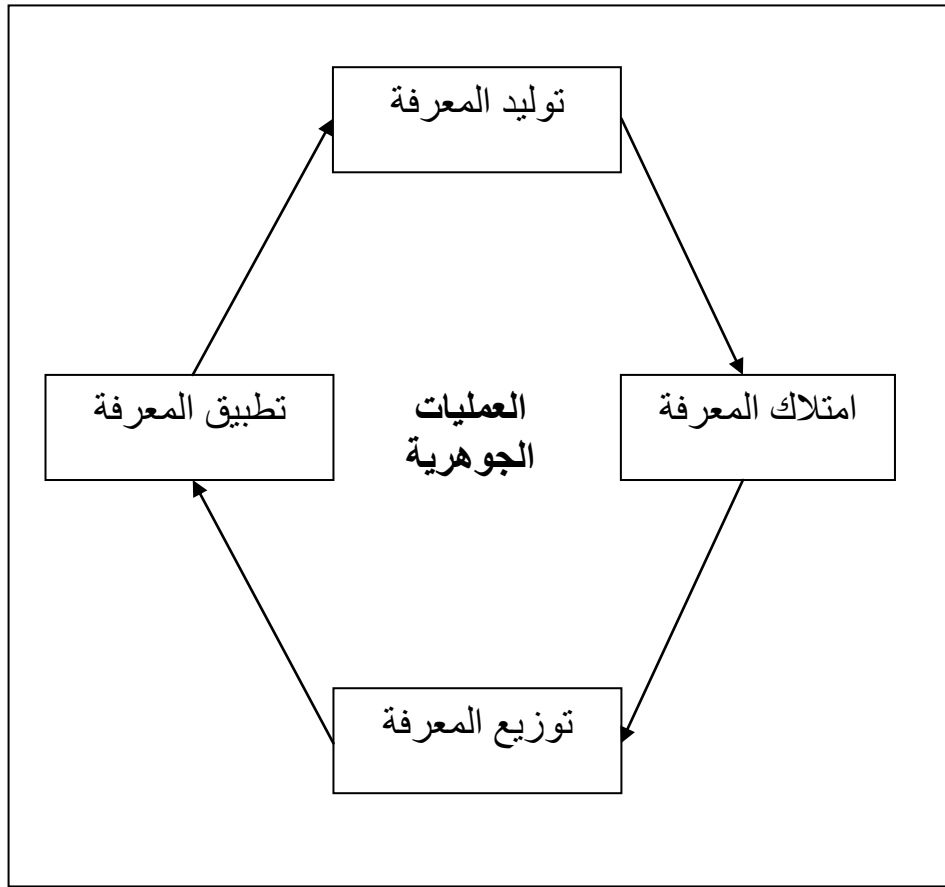 توليد المعرفة
امتلاك المعرفة
العمليات
الجوهرية
تطبيق المعرفة
توزيع المعرفة